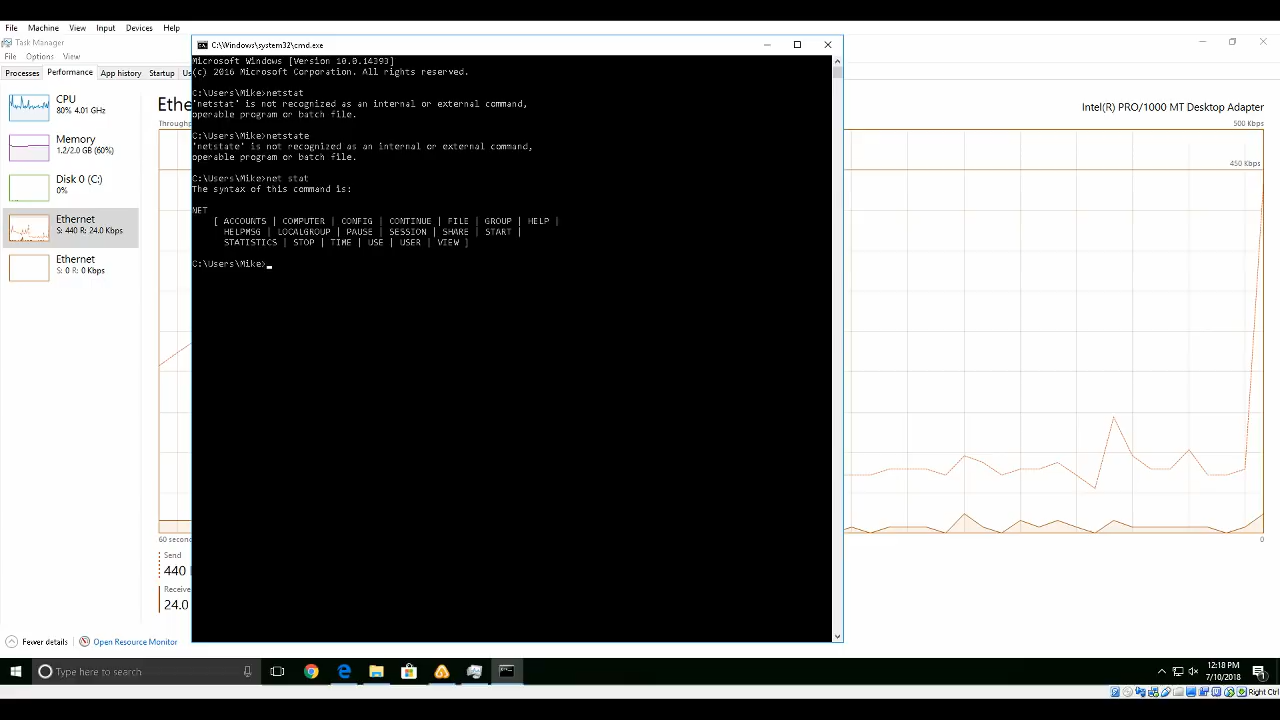 File Machine View Input Devices Help
Task Manager
File Options View
Processes Performance App history Startup
CPU
80% 4.01 GHz
Memory
1.2/2.0 GB (60%)
Disk 0 (C:)
0%
Ethernet
S: 440 R: 24.0 Kbps
Ethernet
S: 0 R: 0 Kbps
C:\Windows\system32\cmd.exe
Microsoft Windows [Version 10.0.14393]
(c) 2016 Microsoft Corporation. All rights reserved.
C:\Users\Mike>netstat
'netstat' is not recognized as an internal or external command,
operable program or batch file.
C:\Users\Mike>netstate
'netstate' is not recognized as an internal or external command,
operable program or batch file.
C:\Users\Mike>net stat
The syntax of this command is:
NET
[ ACCOUNTS | COMPUTER | CONFIG | CONTINUE | FILE | GROUP | HELP |
HELPMSG | LOCALGROUP | PAUSE | SESSION | SHARE | START |
STATISTICS | STOP | TIME | USE | USER | VIEW ]
C:\Users\Mike>_
Intel(R) PRO/1000 MT Desktop Adapter
500 Kbps
450 Kbps
0
60
Send
440
24.0
Fewer details Open Resource Monitor
Type here to search
12:18 PM
7/10/2018
Right Ctrl